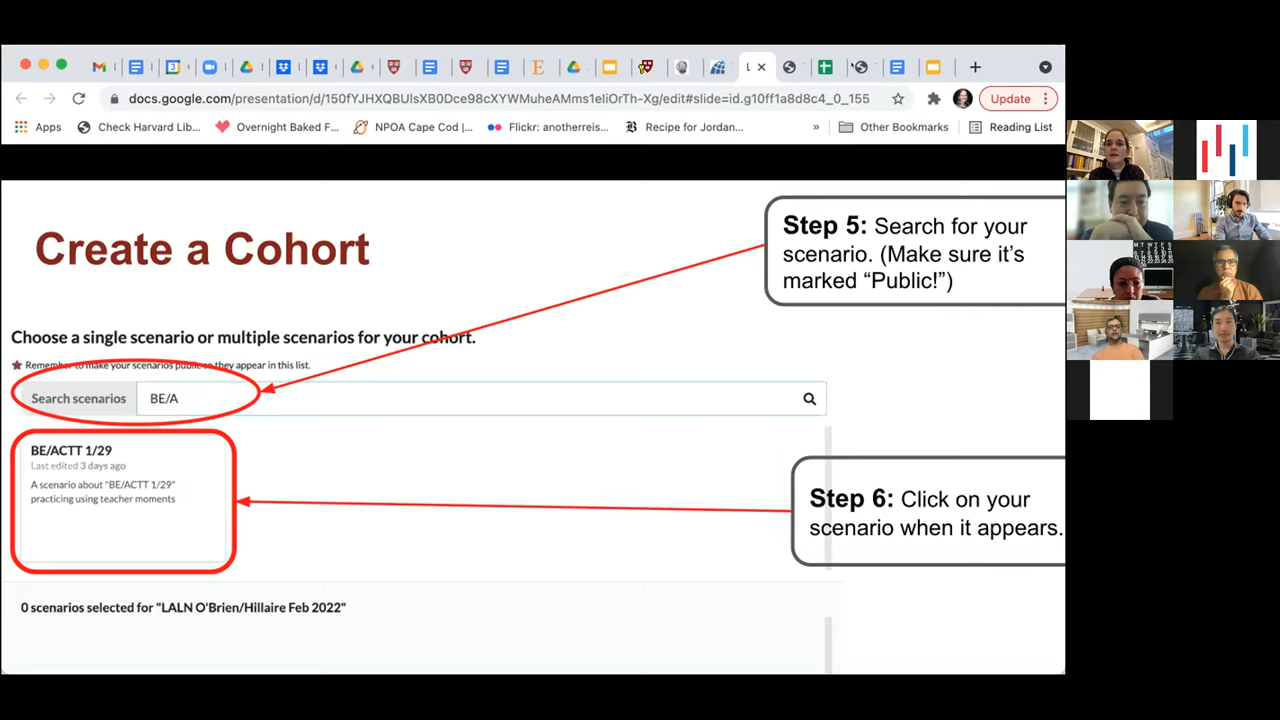 L
docs.google.com/presentation/d/150fYJHXQBUIsXB0Dce98cXYWMuheAMms1eIiOrTh-Xg/edit#slide=id.g10ff1a8d8c4_0_155
Update
Apps
Check Harvard Lib...
Overnight Baked F...
NPOA Cape Cod |...
Flickr: anotherreis...
Recipe for Jordan...
»
Other Bookmarks
Reading List
Create a Cohort
Step 5: Search for your
scenario. (Make sure it's
marked “Public!”)
Choose a single scenario or multiple scenarios for your cohort.
Remember to make your scenarios public so they appear in this list.
Search scenarios
BE/A
BE/ACTT 1/29
Last edited 3 days ago
A scenario about "BE/ACTT 1/29"
practicing using teacher moments
Step 6: Click on your
scenario when it appears.
0 scenarios selected for "LALN O'Brien/Hillaire Feb 2022"